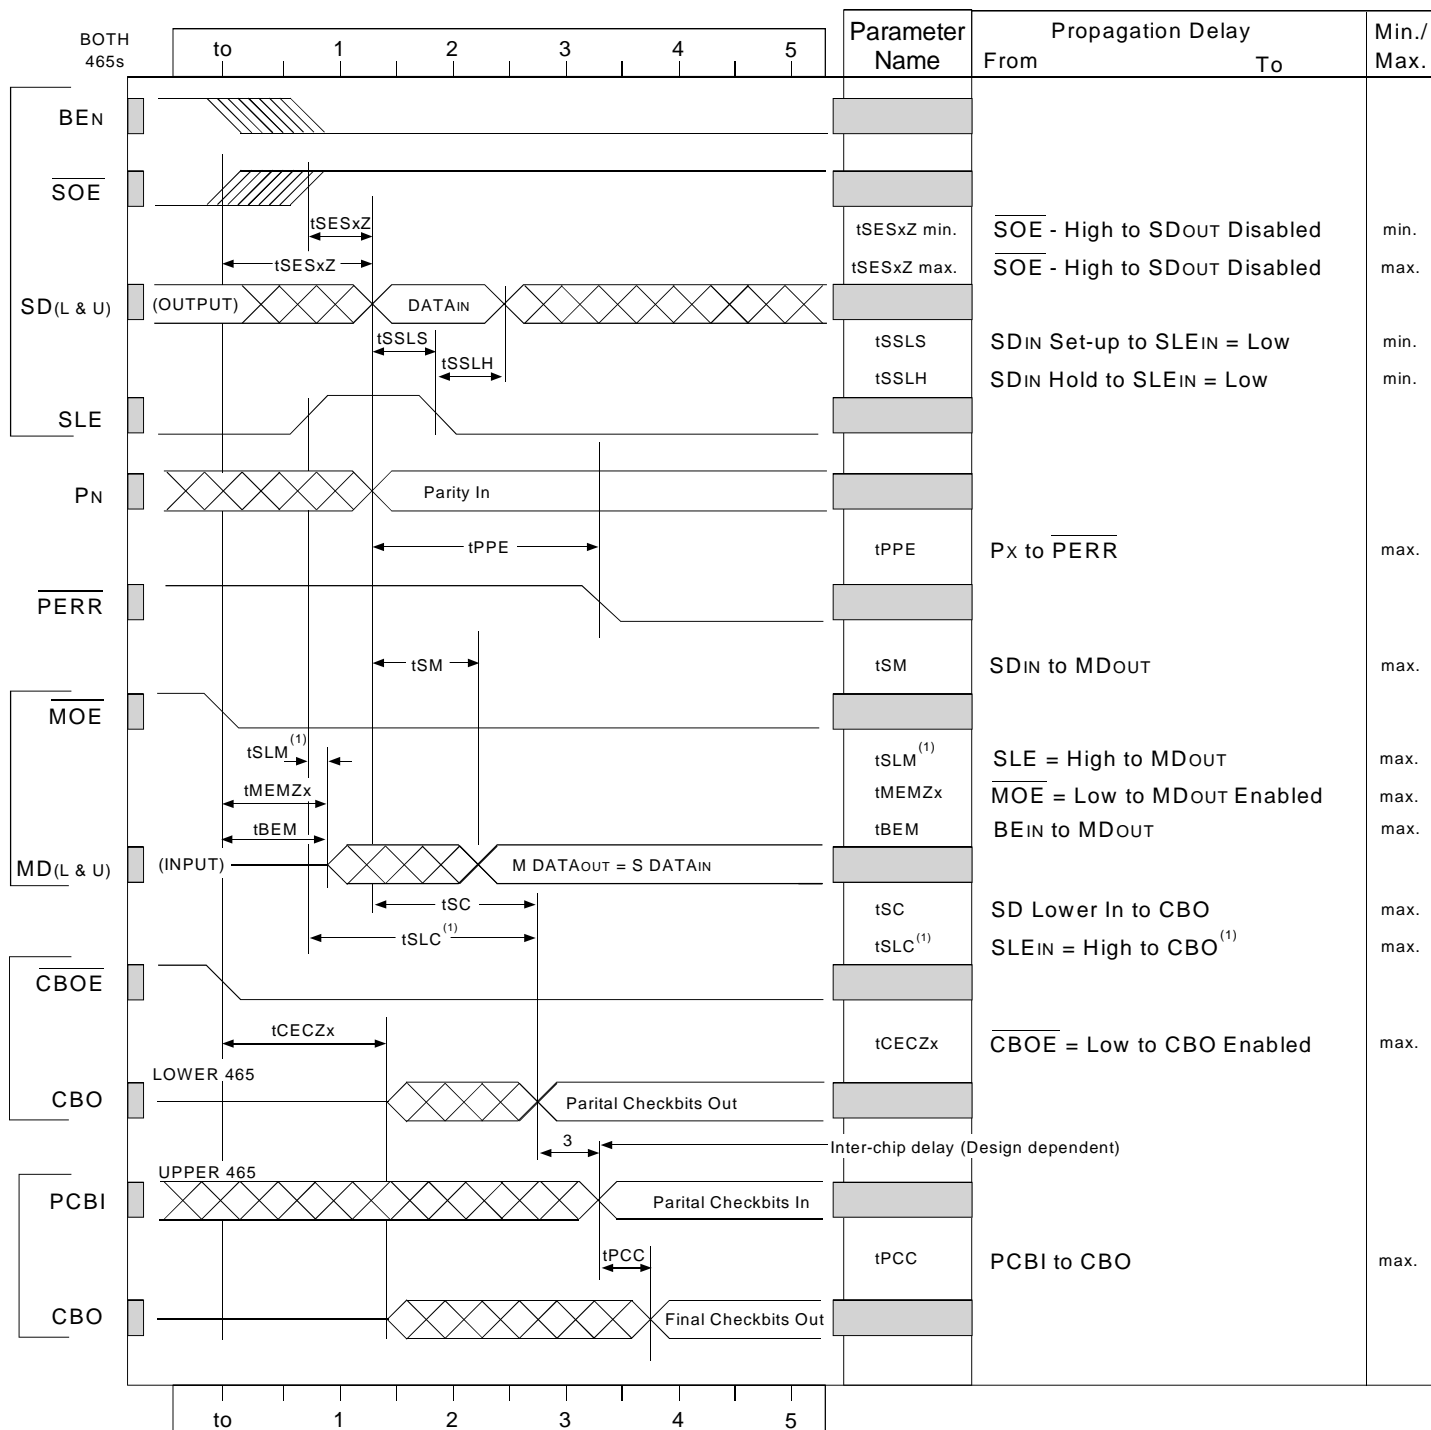 BOTH
465s
to 1 2 3 4 5
Parameter
Name
Propagation Delay
From To
Min./
Max.
BEN
SOE
tSESxZ
tSESxZ min. SOE - High to SDOUT Disabled min.
tSESxZ
tSESxZ max. SOE - High to SDOUT Disabled max.
SD(L & U) (OUTPUT) DATAIN
tSSLS
tSSLS SDIN Set-up to SLEIN = Low min.
tSSLH
tSSLH SDIN Hold to SLEIN = Low min.
SLE
PN Parity In
tPPE
tPPE Px to PERR max.
PERR
tSM
tSM SDIN to MDOUT max.
MOE
tSLM(1)
tSLM(1) SLE = High to MDOUT max.
tMEMZx
tMEMZx MOE = Low to MDOUT Enabled max.
tBEM
tBEM BEIN to MDOUT max.
MD(L & U) (INPUT) M DATAOUT = S DATAIN
tSC
tSC SD Lower In to CBO max.
tSLC(1)
tSLC(1) SLEIN = High to CBO(1) max.
CBOE
tCECZx
tCECZx CBOE = Low to CBO Enabled max.
LOWER 465
CBO Parital Checkbits Out
3
Inter-chip delay (Design dependent)
UPPER 465
PCBI Parital Checkbits In
tPCC
tPCC PCBI to CBO max.
CBO Final Checkbits Out
to 1 2 3 4 5